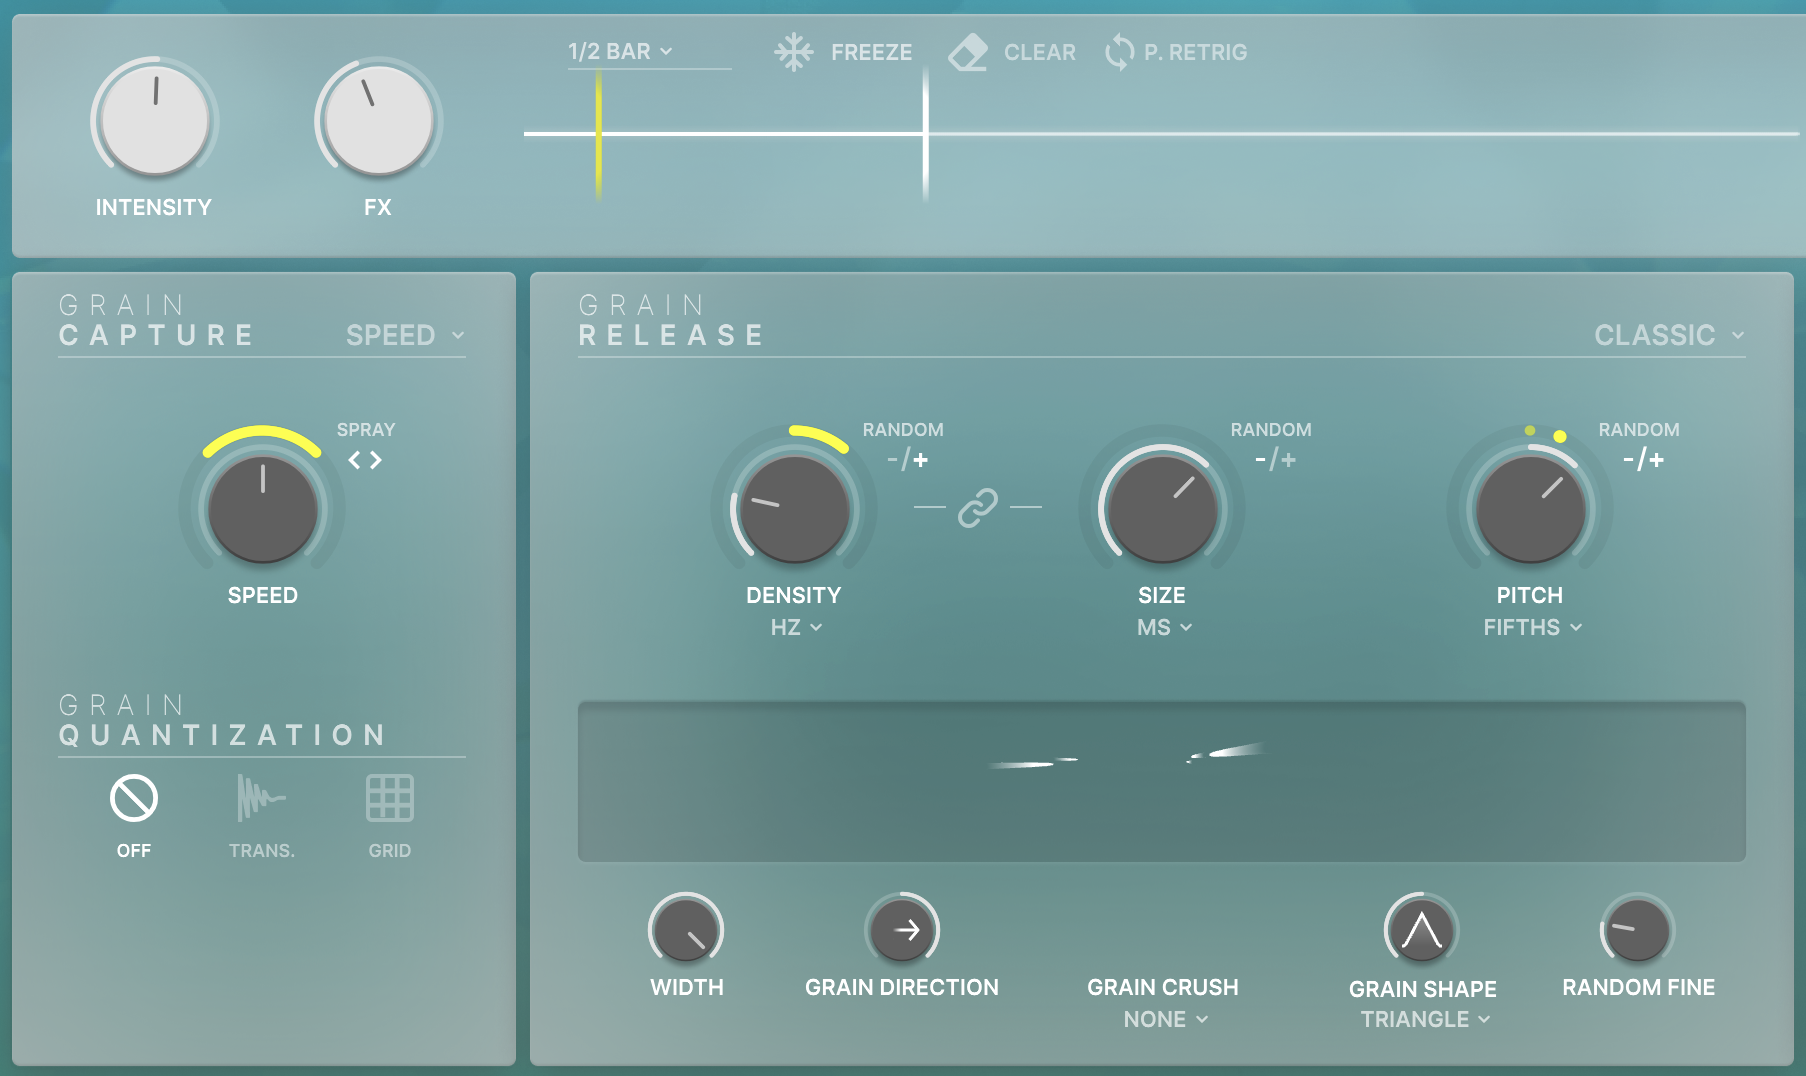 1/2 BAR
FREEZE
CLEAR
P. RETRIG
INTENSITY
FX
GRAIN
CAPTURE
SPEED
SPRAY
< >
SPEED
GRAIN
QUANTIZATION
OFF
TRANS.
GRID
GRAIN
RELEASE
CLASSIC
RANDOM
-/+
RANDOM
-/+
RANDOM
-/+
DENSITY
HZ
SIZE
MS
PITCH
FIFTHS
WIDTH
GRAIN DIRECTION
GRAIN CRUSH
NONE
GRAIN SHAPE
TRIANGLE
RANDOM FINE